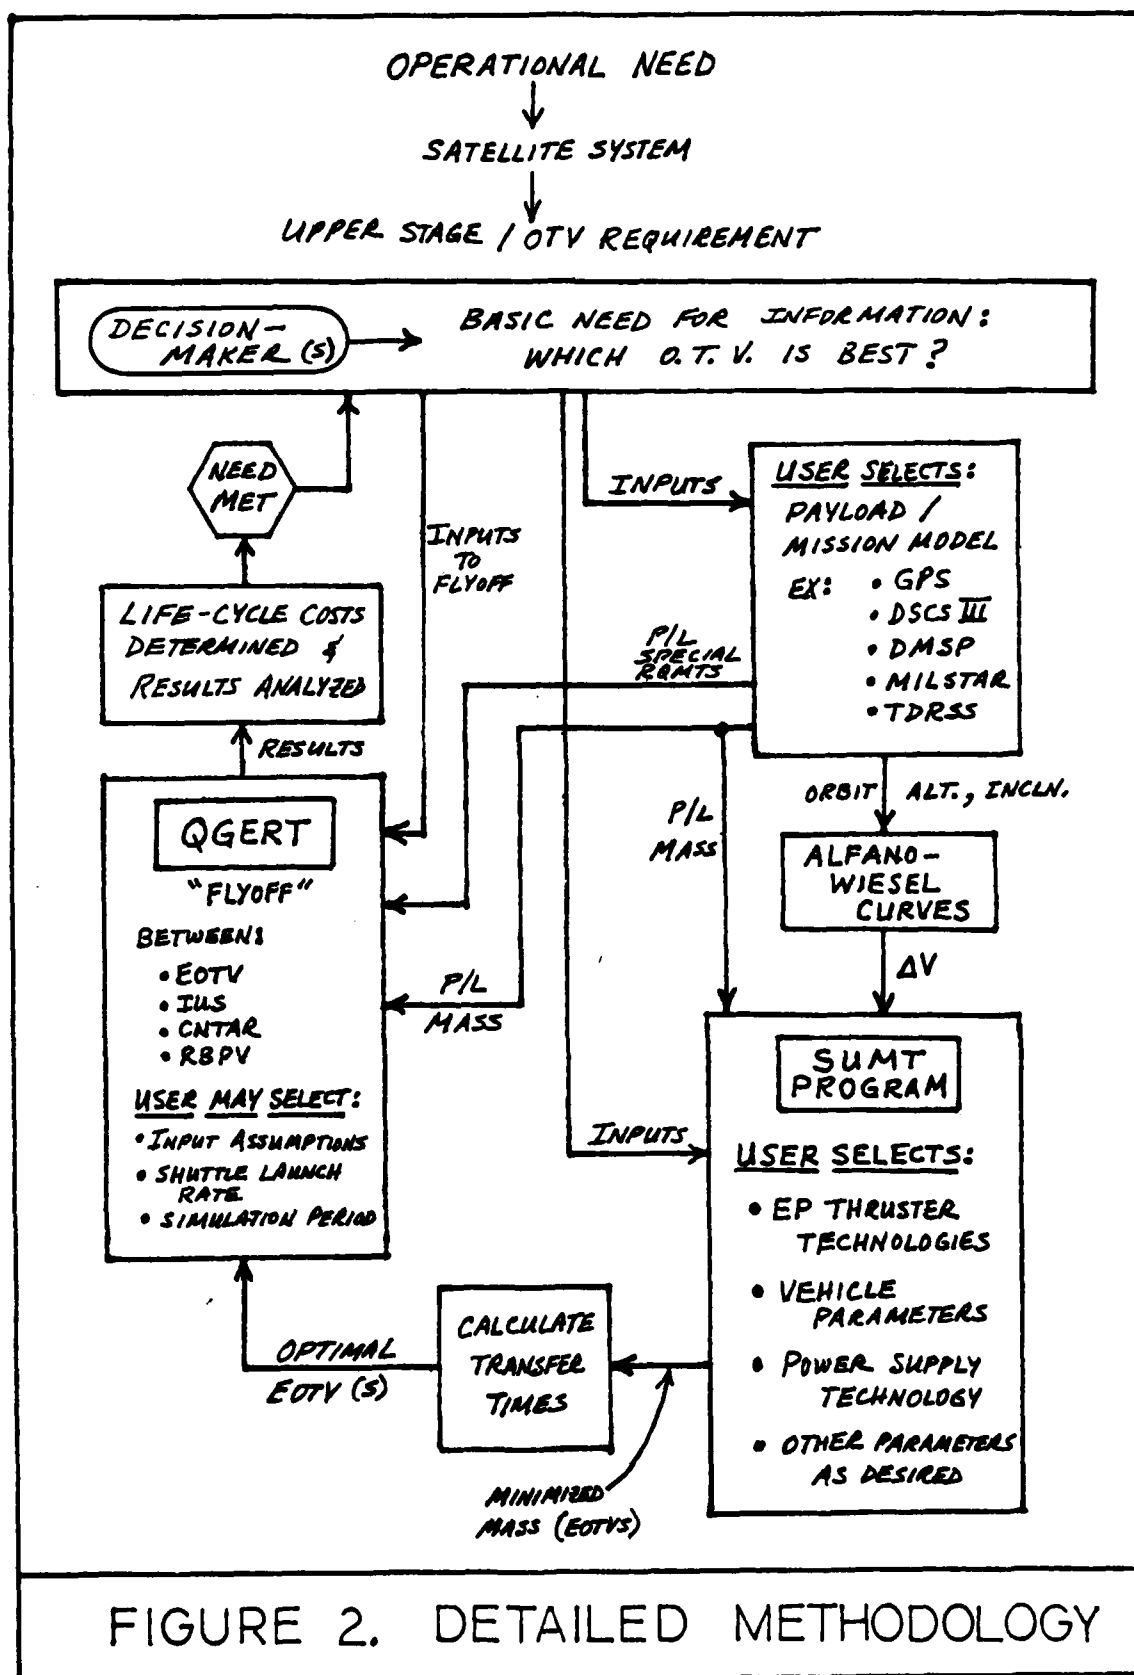 OPERATIONAL NEED
SATELLITE SYSTEM
UPPER STAGE / OTV REQUIREMENT
DECISION-
MAKER(S)
BASIC NEED FOR INFORMATION:
WHICH O.T.V. IS BEST?
NEED
MET
INPUTS
TO
FLYOFF
INPUTS
USER SELECTS:
PAYLOAD /
MISSION MODEL
EX: • GPS
• DSCS III
• DMSP
• MILSTAR
• TDRSS
LIFE-CYCLE COSTS
DETERMINED &
RESULTS ANALYZED
P/L
SPECIAL
RQMTS
RESULTS
ORBIT ALT., INCLN.
P/L
MASS
ALFANO-
WIESEL
CURVES
ΔV
QGERT
"FLYOFF"
BETWEEN:
• EOTV
• IUS
• CNTAR
• RBPV
USER MAY SELECT:
• INPUT ASSUMPTIONS
• SHUTTLE LAUNCH
RATE
• SIMULATION PERIOD
P/L
MASS
SUMT
PROGRAM
INPUTS
USER SELECTS:
• EP THRUSTER
TECHNOLOGIES
• VEHICLE
PARAMETERS
• POWER SUPPLY
TECHNOLOGY
• OTHER PARAMETERS
AS DESIRED
CALCULATE
TRANSFER
TIMES
OPTIMAL
EOTV(S)
MINIMIZED
MASS (EOTVS)
FIGURE 2. DETAILED METHODOLOGY